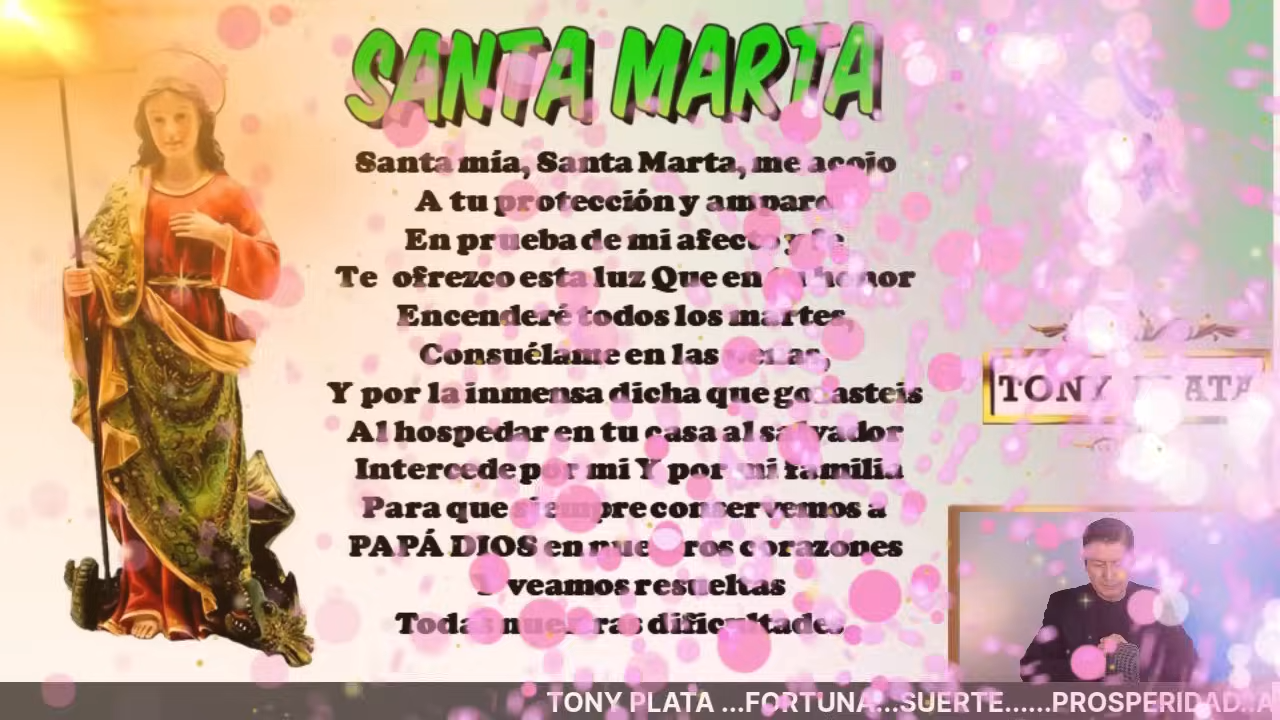 SANTA MARTA
Santa mía, Santa Marta, me acojo
A tu protección y amparo
En prueba de mi afecto y fe
Te ofrezco esta luz Que en tu honor
Encenderé todos los martes,
Consuélame en las penas,
Y por la inmensa dicha que gozasteis
Al hospedar en tu casa al salvador
Intercede por mi Y por mi familia
Para que siempre conservemos a
PAPÁ DIOS en nuestros corazones
Y veamos resueltas
Todas nuestras dificultades
TONY PLATA
TONY PLATA ...FORTUNA...SUERTE......PROSPERIDAD..A